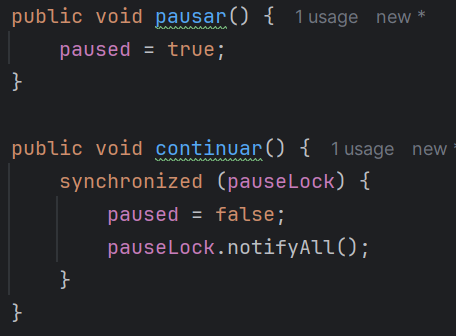 public void pausar() { 1 usage new *
    paused = true;
}
public void continuar() { 1 usage new *
    synchronized (pauseLock) {
        paused = false;
        pauseLock.notifyAll();
    }
}